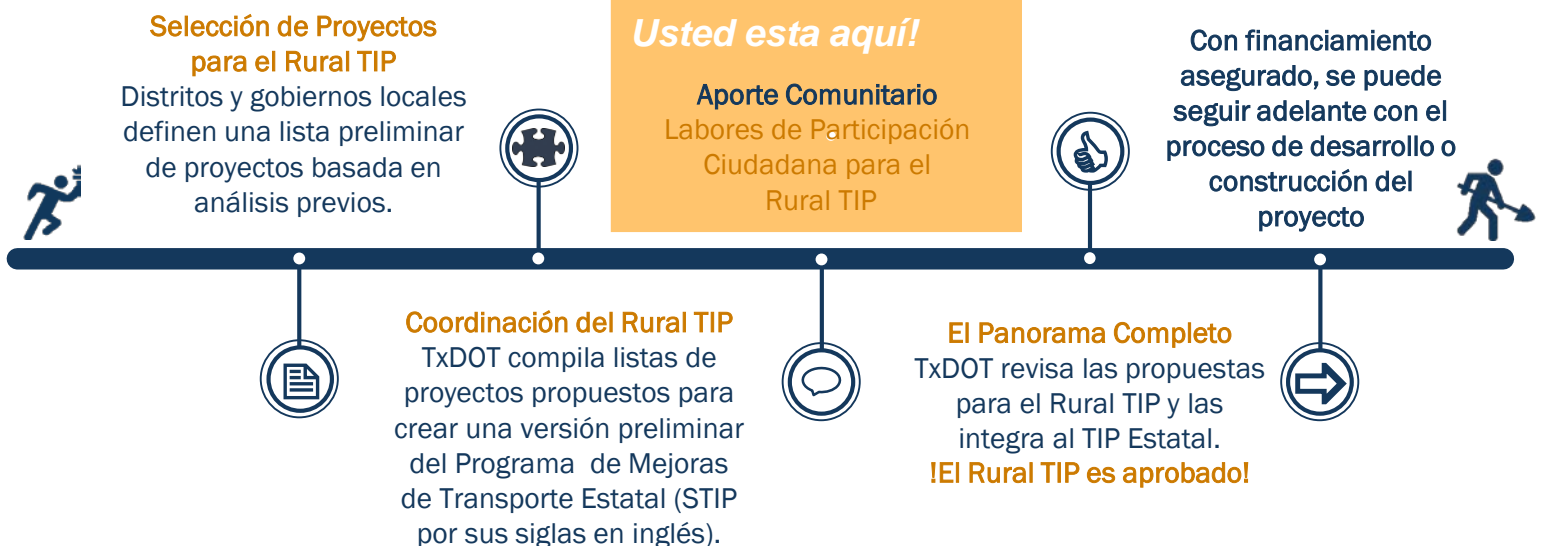 Selección de Proyectos
para el Rural TIP
Distritos y gobiernos locales
definen una lista preliminar
de proyectos basada en
análisis previos.
Coordinación del Rural TIP
TxDOT compila listas de
proyectos propuestos para
crear una versión preliminar
del Programa de Mejoras
de Transporte Estatal (STIP
por sus siglas en inglés).
Usted esta aquí!
Aporte Comunitario
Labores de Participación
Ciudadana para el
Rural TIP
El Panorama Completo
TxDOT revisa las propuestas
para el Rural TIP y las
integra al TIP Estatal.
!El Rural TIP es aprobado!
Con financiamiento
asegurado, se puede
seguir adelante con el
proceso de desarrollo o
construcción del
proyecto